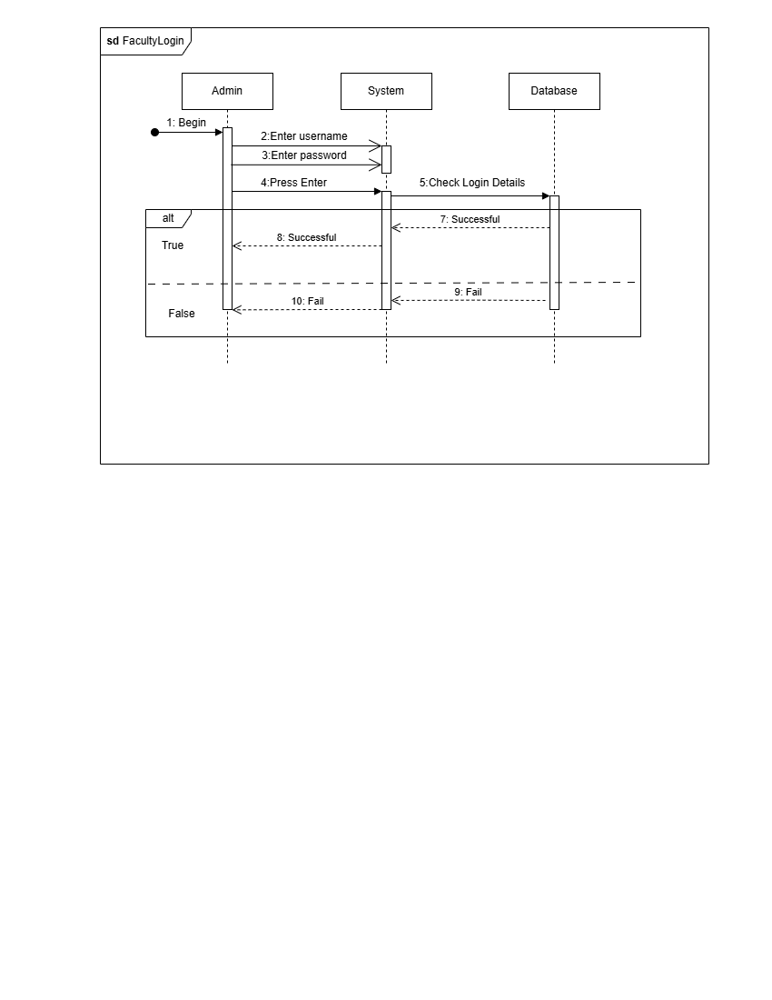 sd FacultyLogin
Admin
System
Database
1: Begin
2:Enter username
3:Enter password
4:Press Enter
5:Check Login Details
alt
7: Successful
8: Successful
True
9: Fail
10: Fail
False